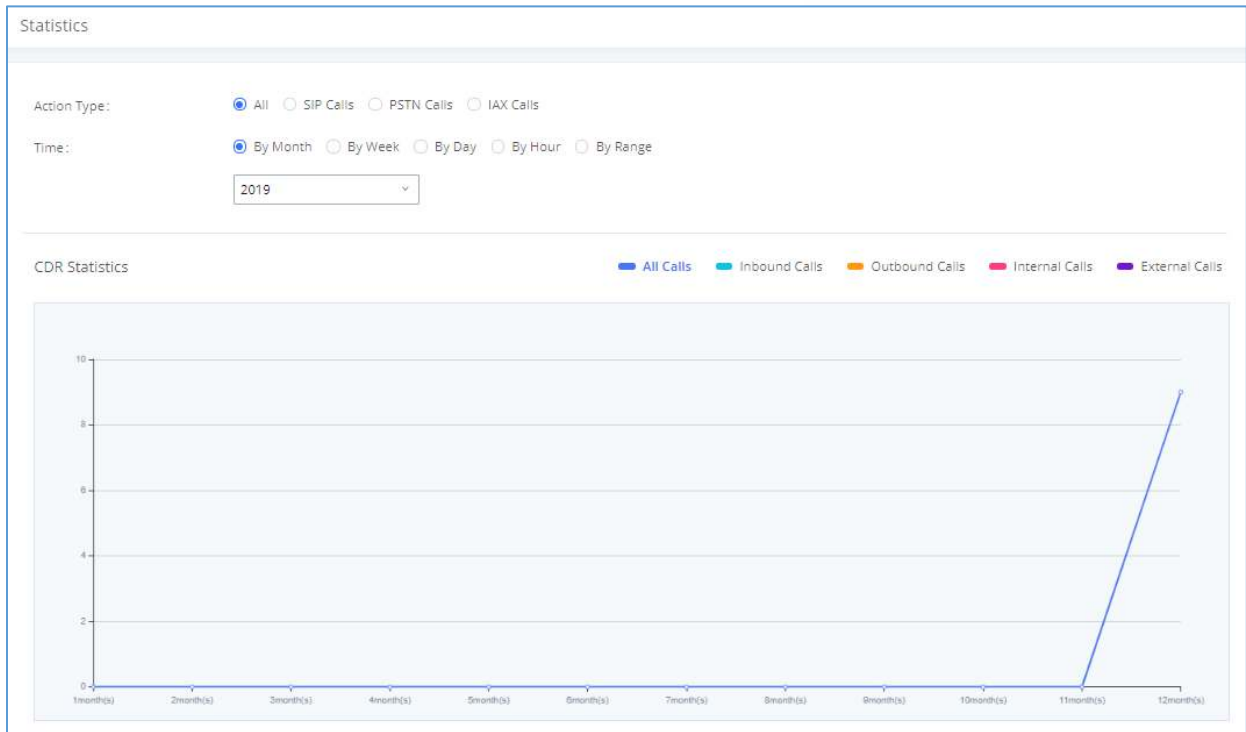 Statistics
Action Type: All SIP Calls PSTN Calls IAX Calls
Time: By Month By Week By Day By Hour By Range
2019
CDR Statistics All Calls Inbound Calls Outbound Calls Internal Calls External Calls
10
8
6
4
2
0
1month(s) 2month(s) 3month(s) 4month(s) 5month(s) 6month(s) 7month(s) 8month(s) 9month(s) 10month(s) 11month(s) 12month(s)